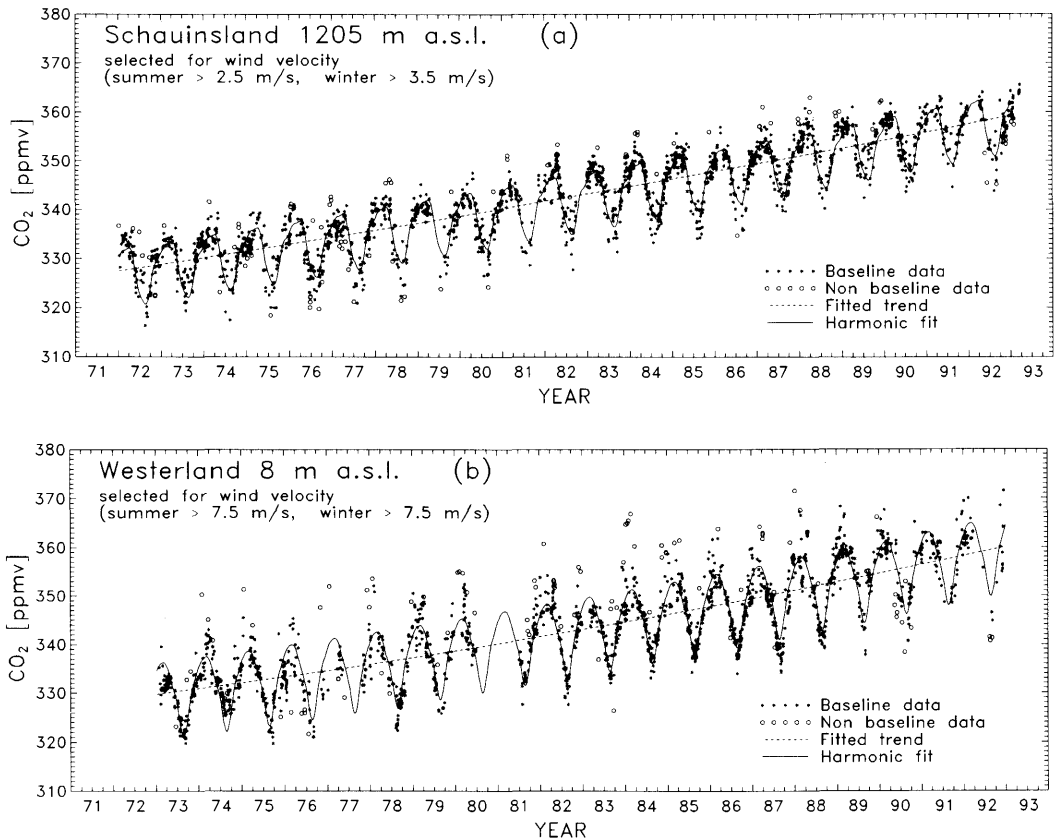 380
370
360
350
340
330
320
310
CO2 [ppmv]
Schauinsland 1205 m a.s.l. (a)
selected for wind velocity
(summer > 2.5 m/s, winter > 3.5 m/s)
Baseline data
Non baseline data
Fitted trend
Harmonic fit
71 72 73 74 75 76 77 78 79 80 81 82 83 84 85 86 87 88 89 90 91 92 93
YEAR
380
370
360
350
340
330
320
310
CO2 [ppmv]
Westerland 8 m a.s.l. (b)
selected for wind velocity
(summer > 7.5 m/s, winter > 7.5 m/s)
Baseline data
Non baseline data
Fitted trend
Harmonic fit
71 72 73 74 75 76 77 78 79 80 81 82 83 84 85 86 87 88 89 90 91 92 93
YEAR